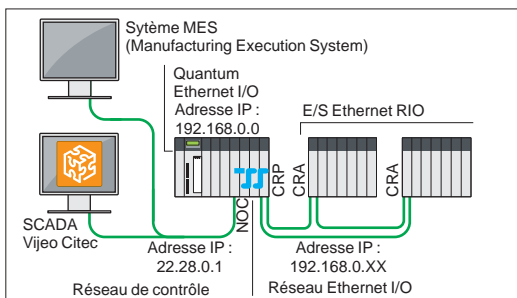 Sytème MES
(Manufacturing Execution System)
Quantum
Ethernet I/O
Adresse IP :
192.168.0.0
E/S Ethernet RIO
NOC
CRP
CRA
CRA
SCADA
Vijeo Citec
Adresse IP :
22.28.0.1
Adresse IP :
192.168.0.XX
Réseau de contrôle
Réseau Ethernet I/O